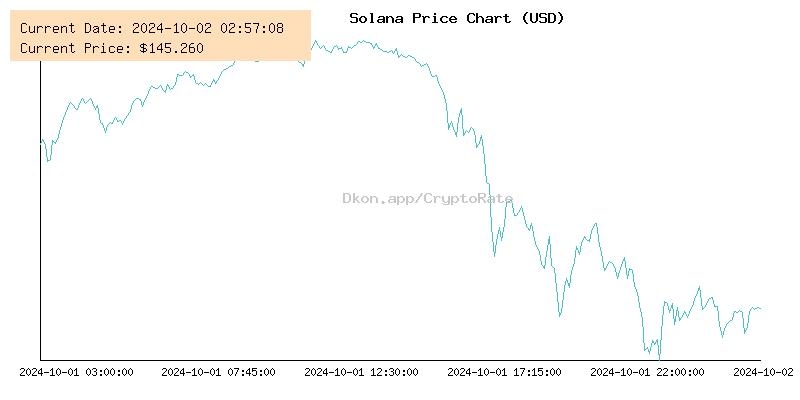 Solana Price Chart (USD)
Current Date: 2024-10-02 02:57:08
Current Price: $145.260
Dkon.app/CryptoRate
2024-10-01 03:00:00 2024-10-01 07:45:00 2024-10-01 12:30:00 2024-10-01 17:15:00 2024-10-01 22:00:00 2024-10-02